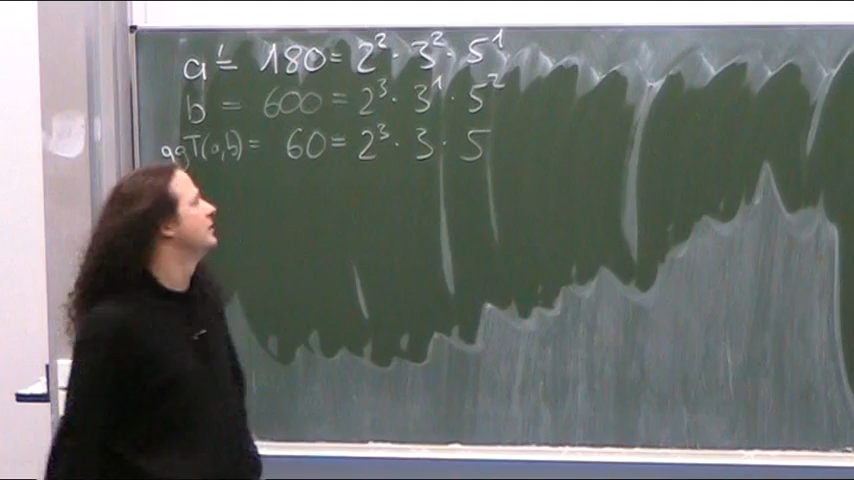 a = 180 = 2² · 3² · 5¹
b = 600 = 2³ · 3¹ · 5²
ggT(a,b) = 60 = 2³ · 3 · 5